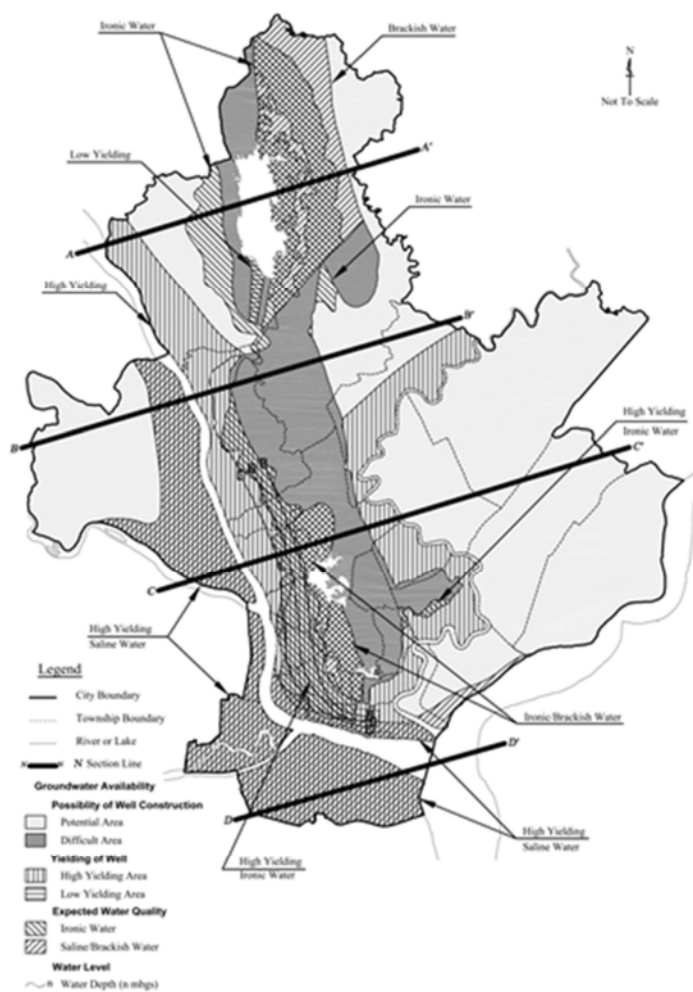 Ironic Water
Brackish Water
N
Not To Scale
Low Yielding
A'
Ironic Water
A
High Yielding
B'
High Yielding
Ironic Water
B
C'
C
High Yielding
Saline Water
Legend
City Boundary
Township Boundary
River or Lake
N N N Section Line
Groundwater Availability
Possiblity of Well Construction
Potential Area
Difficult Area
Yielding of Well
High Yielding Area
Low Yielding Area
Expected Water Quality
Ironic Water
Saline/Brackish Water
Water Level
n Water Depth (n mbgs)
Ironic/Brackish Water
D'
D
High Yielding
Ironic Water
High Yielding
Saline Water